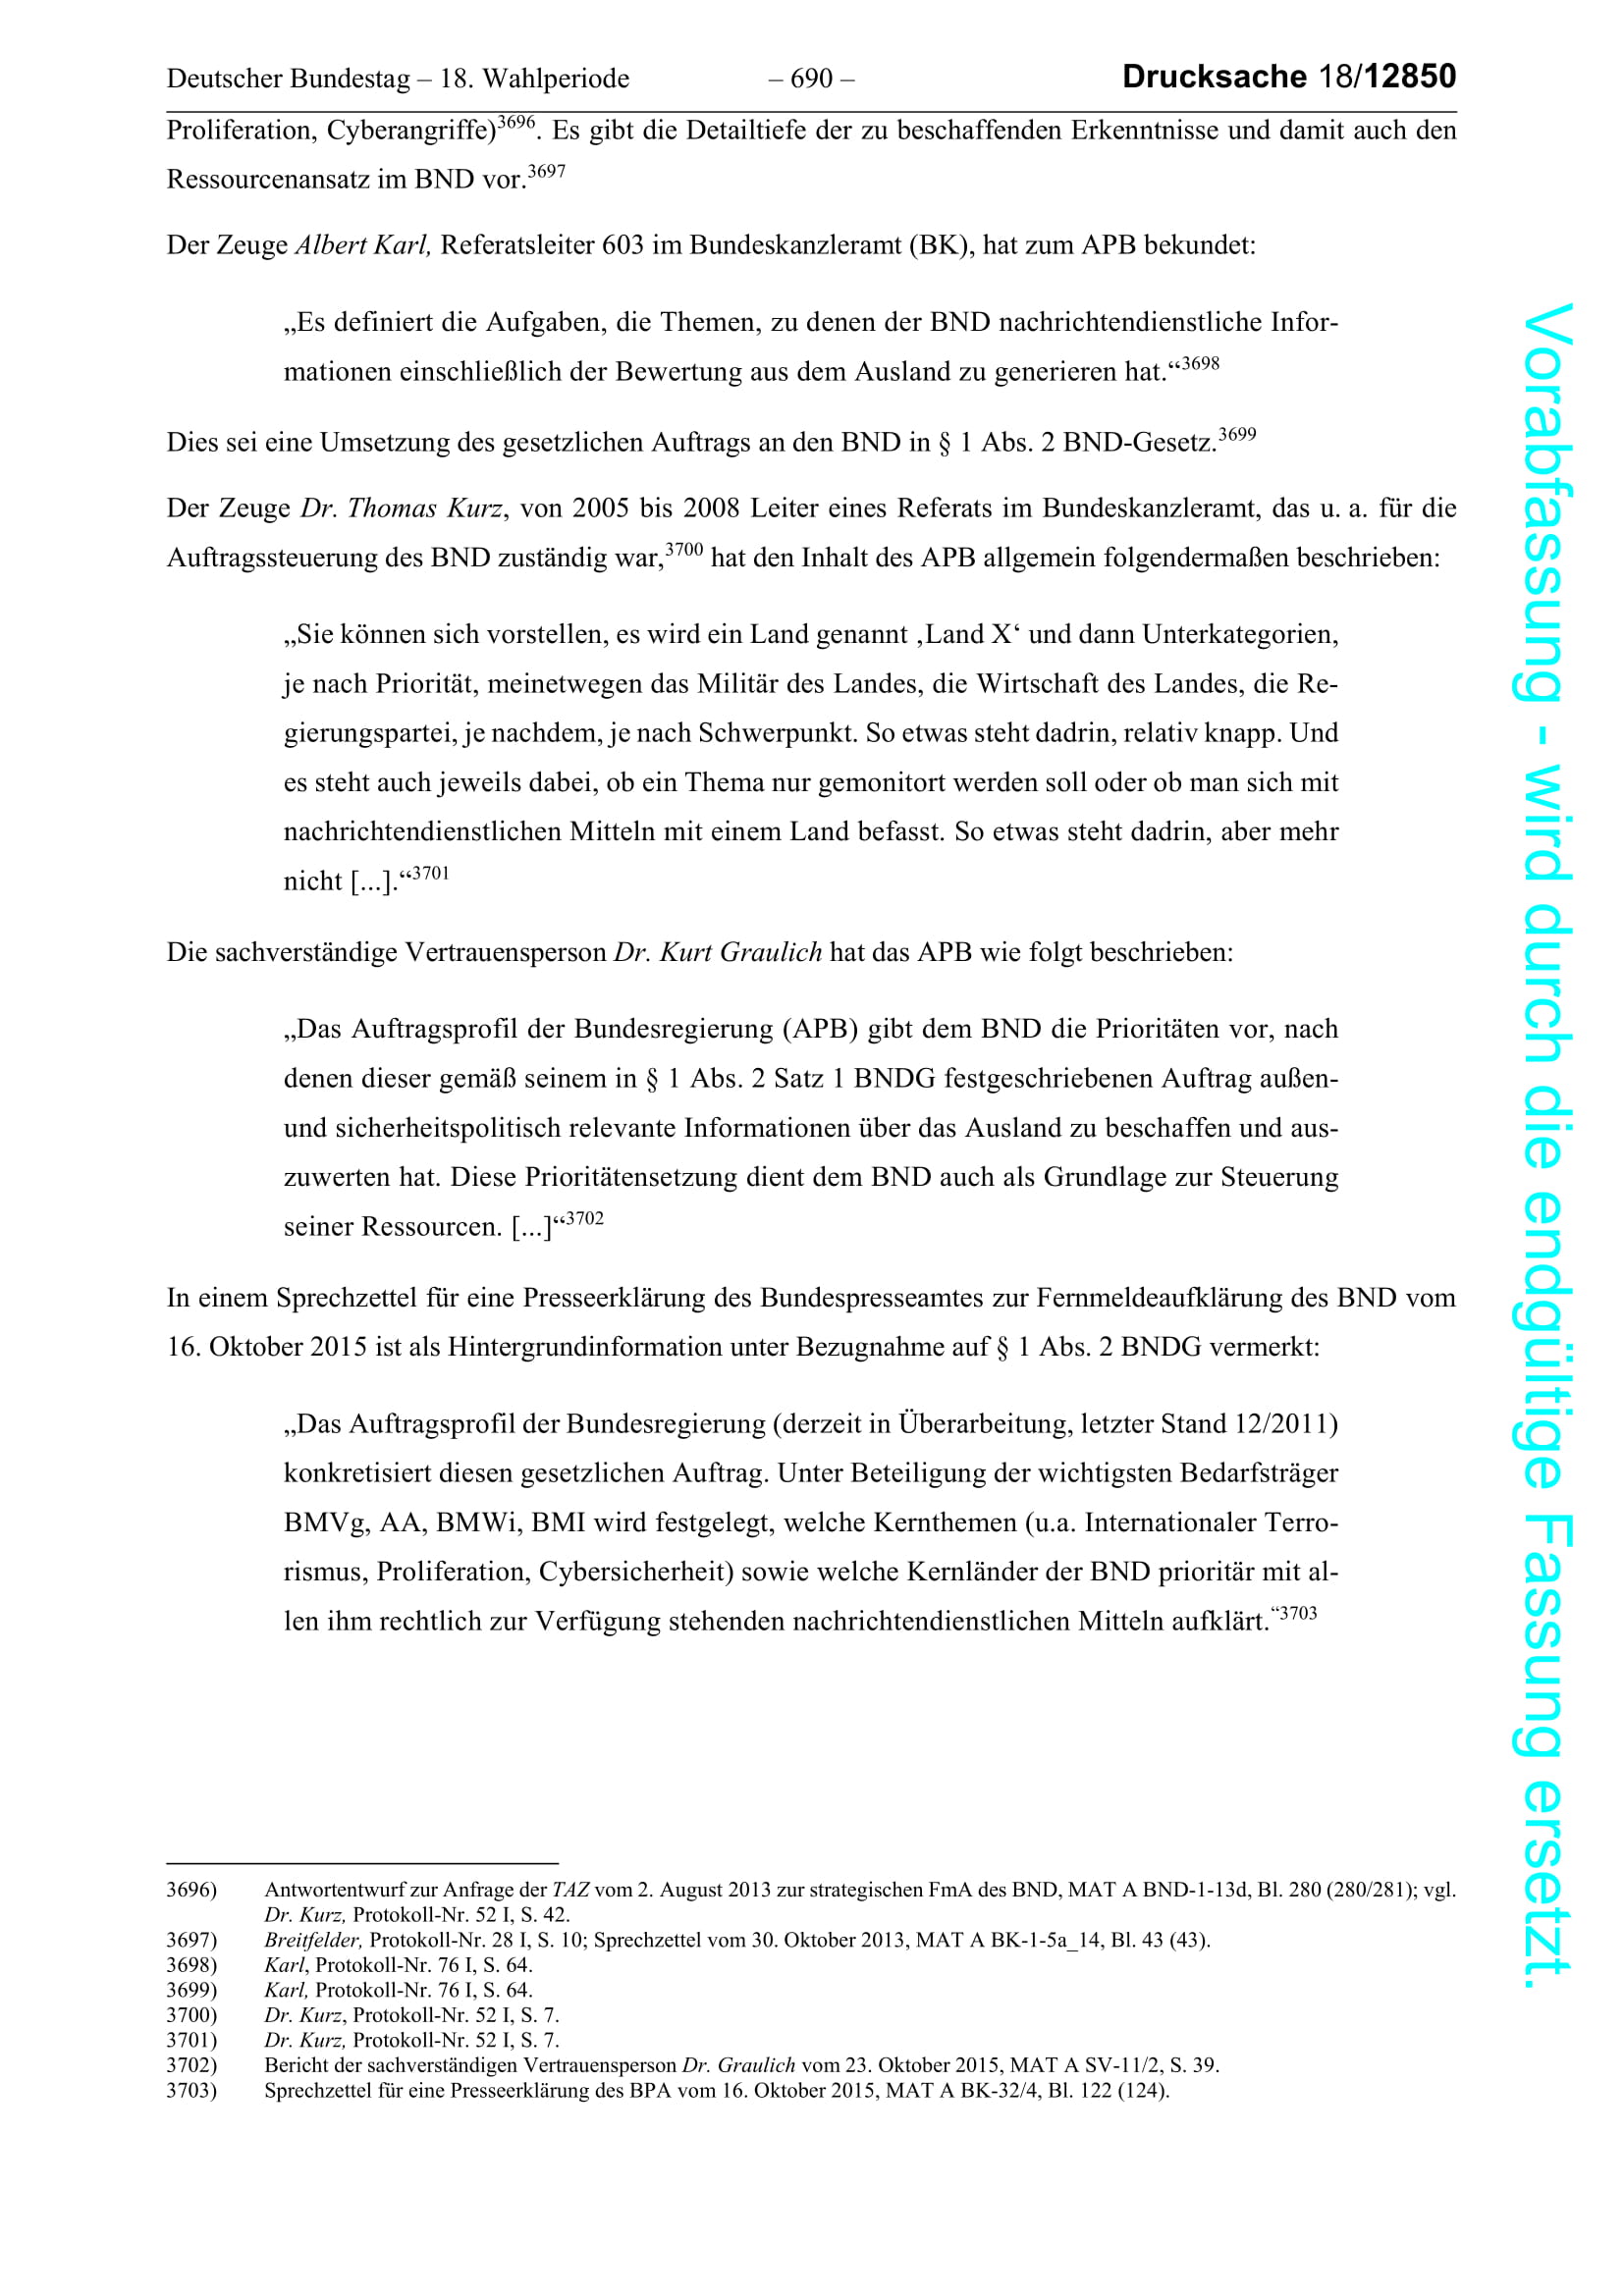 Deutscher Bundestag – 18. Wahlperiode – 690 – Drucksache 18/12850
Proliferation, Cyberangriffe)3696. Es gibt die Detailtiefe der zu beschaffenden Erkenntnisse und damit auch den
Ressourcenansatz im BND vor.3697
Der Zeuge Albert Karl, Referatsleiter 603 im Bundeskanzleramt (BK), hat zum APB bekundet:
„Es definiert die Aufgaben, die Themen, zu denen der BND nachrichtendienstliche Infor-
mationen einschließlich der Bewertung aus dem Ausland zu generieren hat.“3698
Dies sei eine Umsetzung des gesetzlichen Auftrags an den BND in § 1 Abs. 2 BND-Gesetz.3699
Der Zeuge Dr. Thomas Kurz, von 2005 bis 2008 Leiter eines Referats im Bundeskanzleramt, das u. a. für die
Auftragssteuerung des BND zuständig war,3700 hat den Inhalt des APB allgemein folgendermaßen beschrieben:
„Sie können sich vorstellen, es wird ein Land genannt ‚Land X‘ und dann Unterkategorien,
je nach Priorität, meinetwegen das Militär des Landes, die Wirtschaft des Landes, die Re-
gierungspartei, je nachdem, je nach Schwerpunkt. So etwas steht dadrin, relativ knapp. Und
es steht auch jeweils dabei, ob ein Thema nur gemonitort werden soll oder ob man sich mit
nachrichtendienstlichen Mitteln mit einem Land befasst. So etwas steht dadrin, aber mehr
nicht [...].“3701
Die sachverständige Vertrauensperson Dr. Kurt Graulich hat das APB wie folgt beschrieben:
„Das Auftragsprofil der Bundesregierung (APB) gibt dem BND die Prioritäten vor, nach
denen dieser gemäß seinem in § 1 Abs. 2 Satz 1 BNDG festgeschriebenen Auftrag außen-
und sicherheitspolitisch relevante Informationen über das Ausland zu beschaffen und aus-
zuwerten hat. Diese Prioritätensetzung dient dem BND auch als Grundlage zur Steuerung
seiner Ressourcen. [...]“3702
In einem Sprechzettel für eine Presseerklärung des Bundespresseamtes zur Fernmeldeaufklärung des BND vom
16. Oktober 2015 ist als Hintergrundinformation unter Bezugnahme auf § 1 Abs. 2 BNDG vermerkt:
„Das Auftragsprofil der Bundesregierung (derzeit in Überarbeitung, letzter Stand 12/2011)
konkretisiert diesen gesetzlichen Auftrag. Unter Beteiligung der wichtigsten Bedarfsträger
BMVg, AA, BMWi, BMI wird festgelegt, welche Kernthemen (u.a. Internationaler Terro-
rismus, Proliferation, Cybersicherheit) sowie welche Kernländer der BND prioritär mit al-
len ihm rechtlich zur Verfügung stehenden nachrichtendienstlichen Mitteln aufklärt.“3703
3696) Antwortentwurf zur Anfrage der TAZ vom 2. August 2013 zur strategischen FmA des BND, MAT A BND-1-13d, Bl. 280 (280/281); vgl.
Dr. Kurz, Protokoll-Nr. 52 I, S. 42.
3697) Breitfelder, Protokoll-Nr. 28 I, S. 10; Sprechzettel vom 30. Oktober 2013, MAT A BK-1-5a_14, Bl. 43 (43).
3698) Karl, Protokoll-Nr. 76 I, S. 64.
3699) Karl, Protokoll-Nr. 76 I, S. 64.
3700) Dr. Kurz, Protokoll-Nr. 52 I, S. 7.
3701) Dr. Kurz, Protokoll-Nr. 52 I, S. 7.
3702) Bericht der sachverständigen Vertrauensperson Dr. Graulich vom 23. Oktober 2015, MAT A SV-11/2, S. 39.
3703) Sprechzettel für eine Presseerklärung des BPA vom 16. Oktober 2015, MAT A BK-32/4, Bl. 122 (124).
Vorabfassung - wird durch die endgültige Fassung ersetzt.